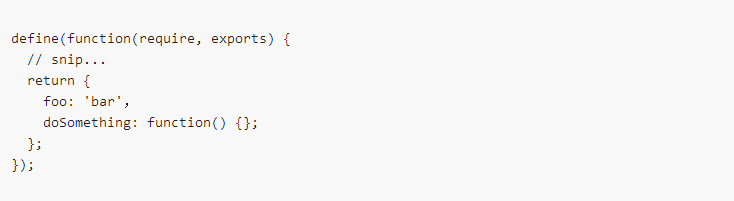 define(function(require, exports) {
  // snip...
  return {
    foo: 'bar',
    doSomething: function() {};
  };
});